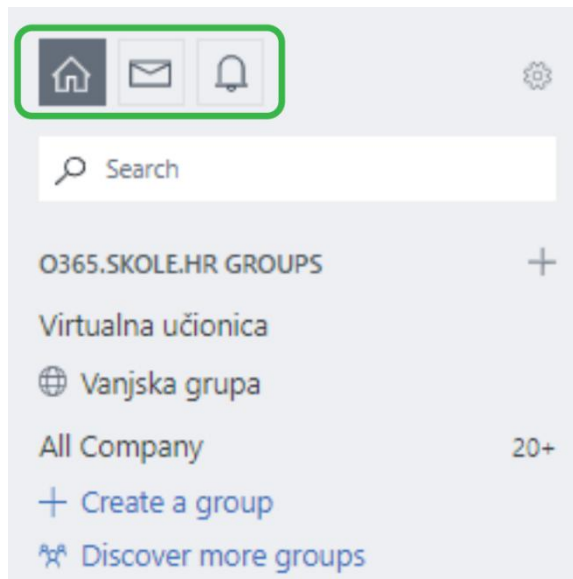 Search
O365.SKOLE.HR GROUPS
Virtualna učionica
Vanjska grupa
All Company 20+
Create a group
Discover more groups